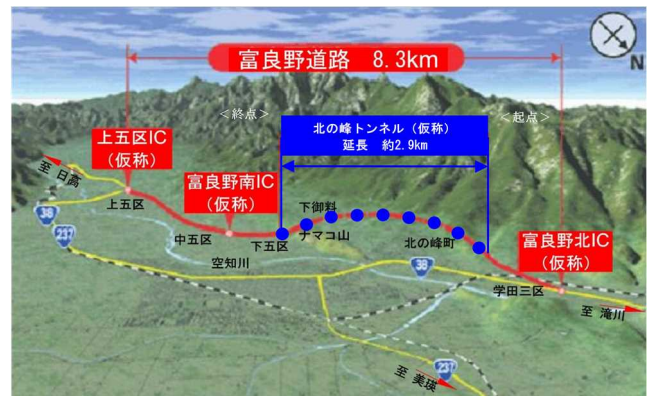 富良野道路 8.3km
N
＜終点＞
＜起点＞
北の峰トンネル（仮称）
延長 約2.9km
上五区IC
（仮称）
至 日高
富良野南IC
（仮称）
上五区
下御料
38
237
中五区
下五区
ナマコ山
北の峰町
富良野北IC
（仮称）
空知川
38
学田三区
至 滝川
237
至 美瑛